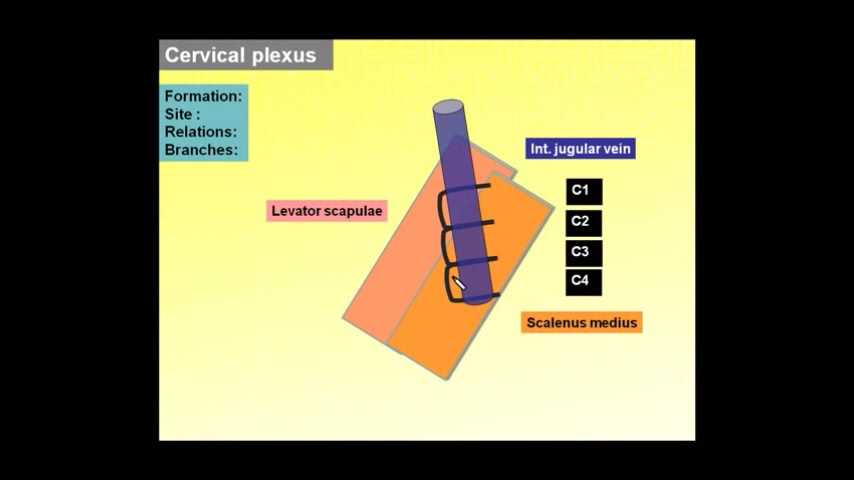 Cervical plexus
Formation:
Site :
Relations:
Branches:
Int. jugular vein
C1
Levator scapulae
C2
C3
C4
Scalenus medius